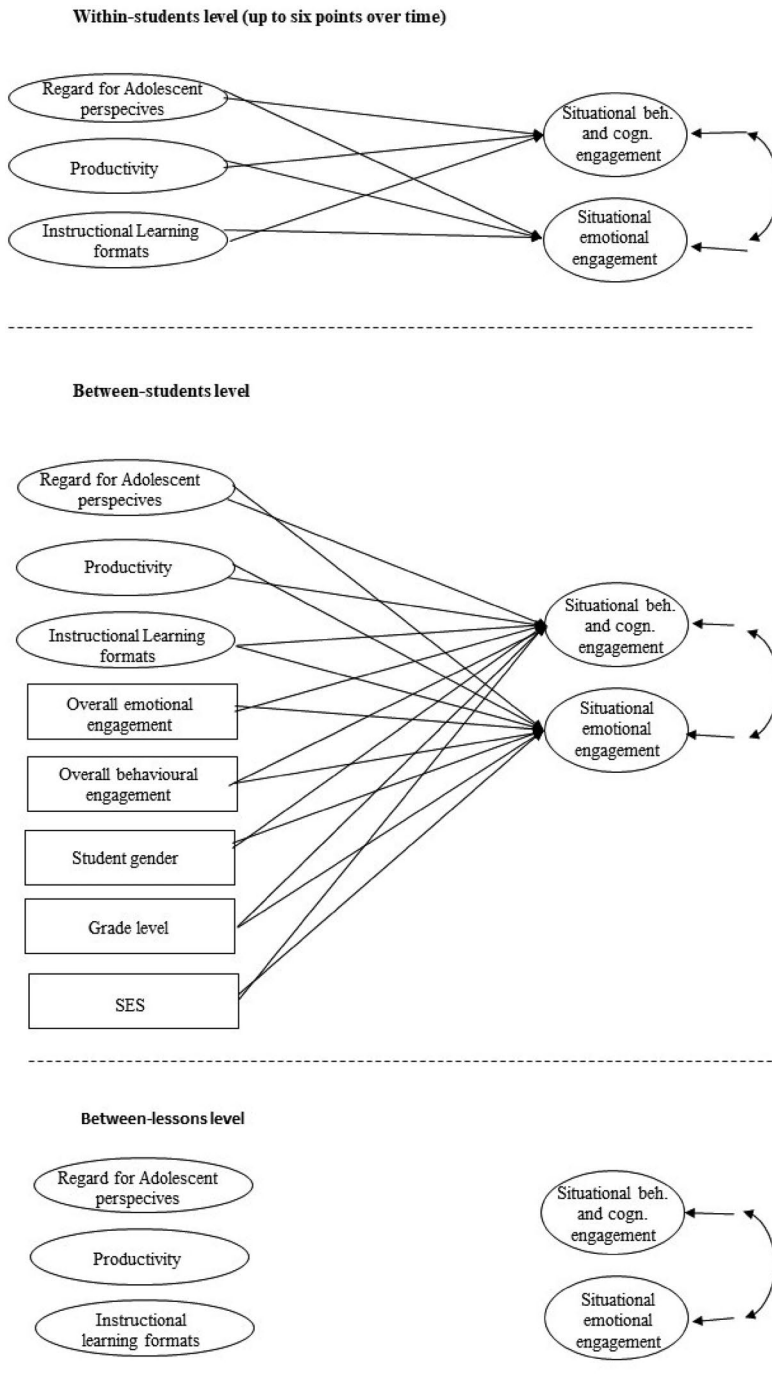 Within-students level (up to six points over time)
Regard for Adolescent
perspecives
Productivity
Instructional Learning
formats
Situational beh.
and cogn.
engagement
Situational
emotional
engagement
Between-students level
Regard for Adolescent
perspecives
Productivity
Instructional Learning
formats
Overall emotional
engagement
Overall behavioural
engagement
Student gender
Grade level
SES
Situational beh.
and cogn.
engagement
Situational
emotional
engagement
Between-lessons level
Regard for Adolescent
perspecives
Productivity
Instructional
learning formats
Situational beh.
and cogn.
engagement
Situational
emotional
engagement